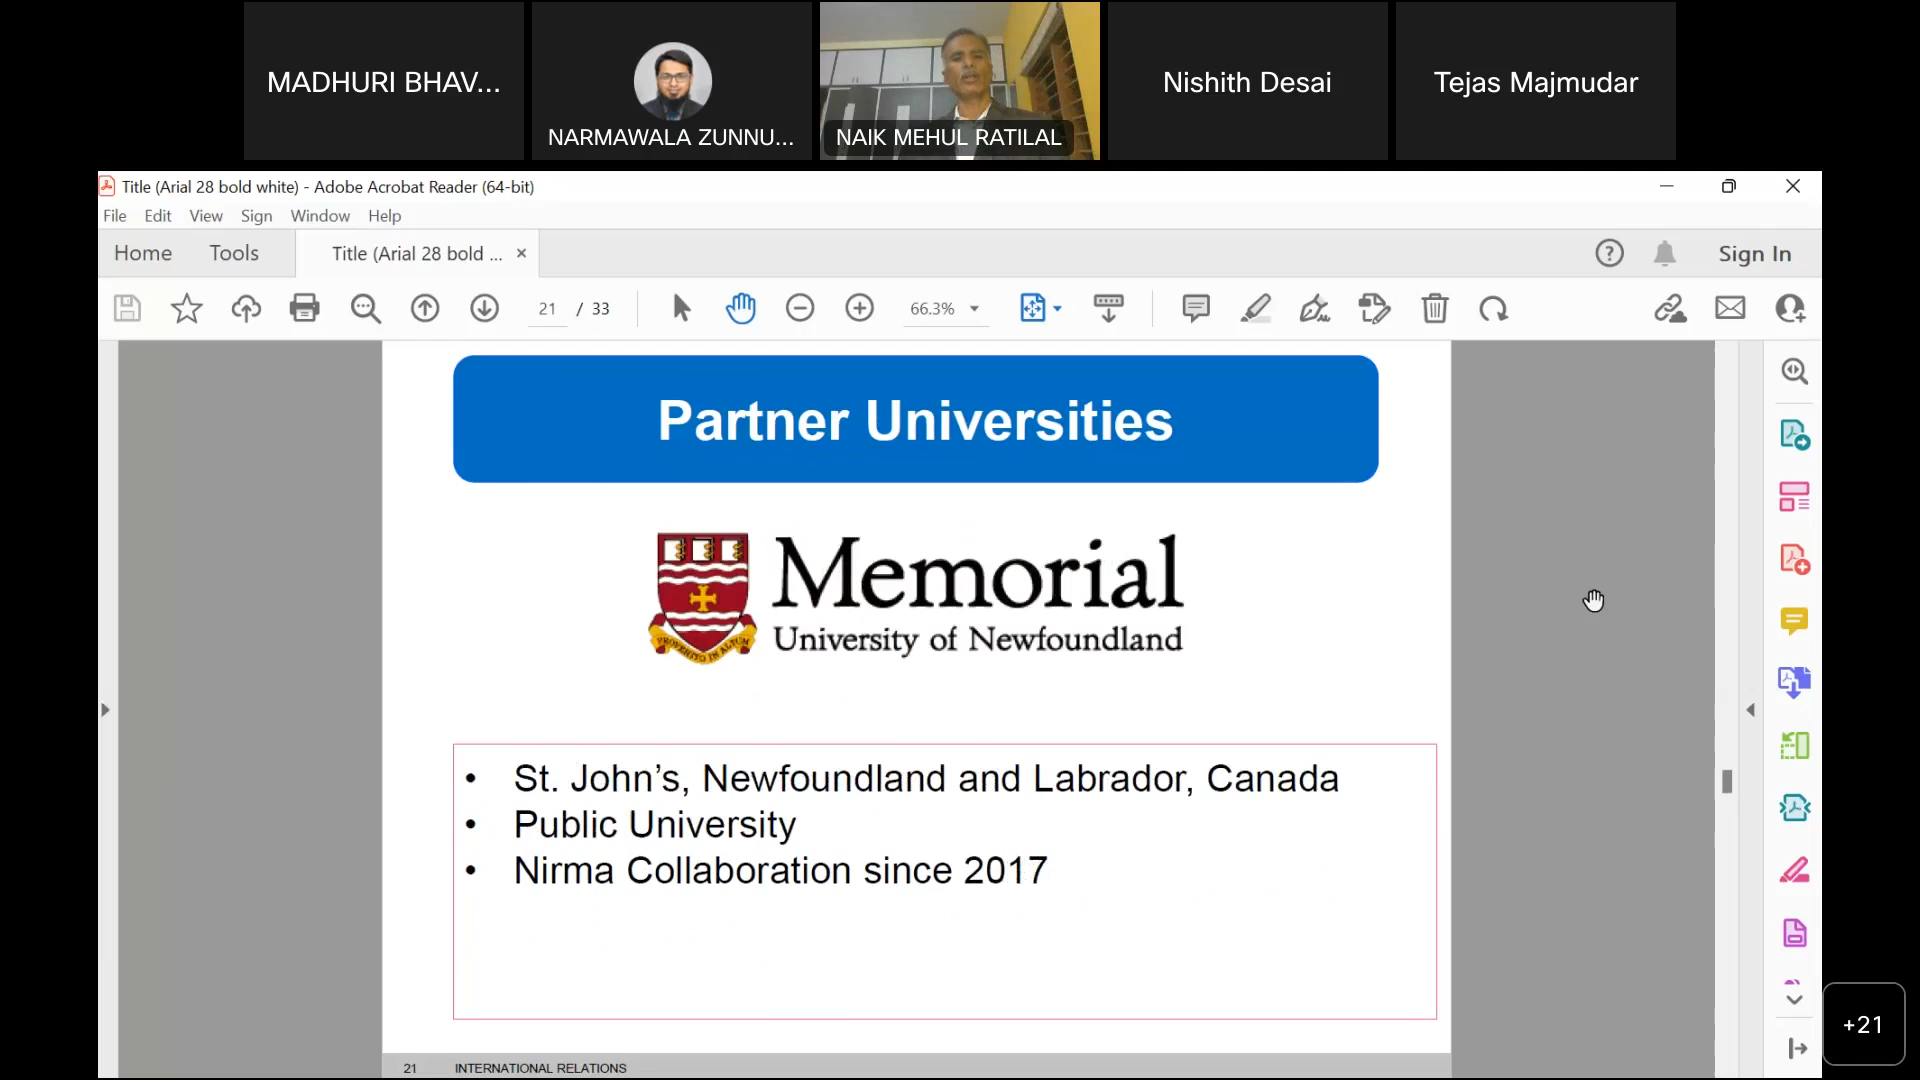 MADHURI BHAV...
NARMAWALA ZUNNU...
NAIK MEHUL RATILAL
Nishith Desai
Tejas Majmudar
Title (Arial 28 bold white) - Adobe Acrobat Reader (64-bit)
File Edit View Sign Window Help
Home Tools Title (Arial 28 bold ... Sign In
21 / 33 66.3%
Partner Universities
Memorial
University of Newfoundland
PROVEHITO IN ALTUM
• St. John’s, Newfoundland and Labrador, Canada
• Public University
• Nirma Collaboration since 2017
21 INTERNATIONAL RELATIONS
+21